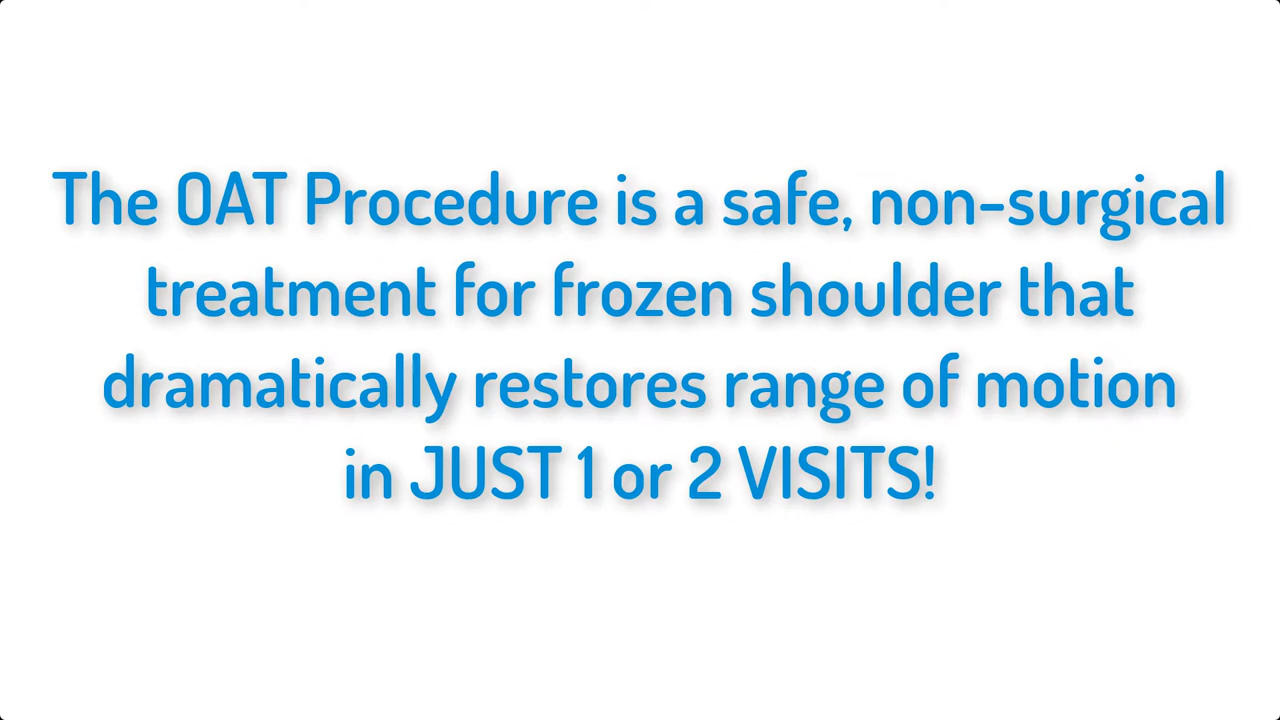 The OAT Procedure is a safe, non-surgical
treatment for frozen shoulder that
dramatically restores range of motion
in JUST 1 or 2 VISITS!